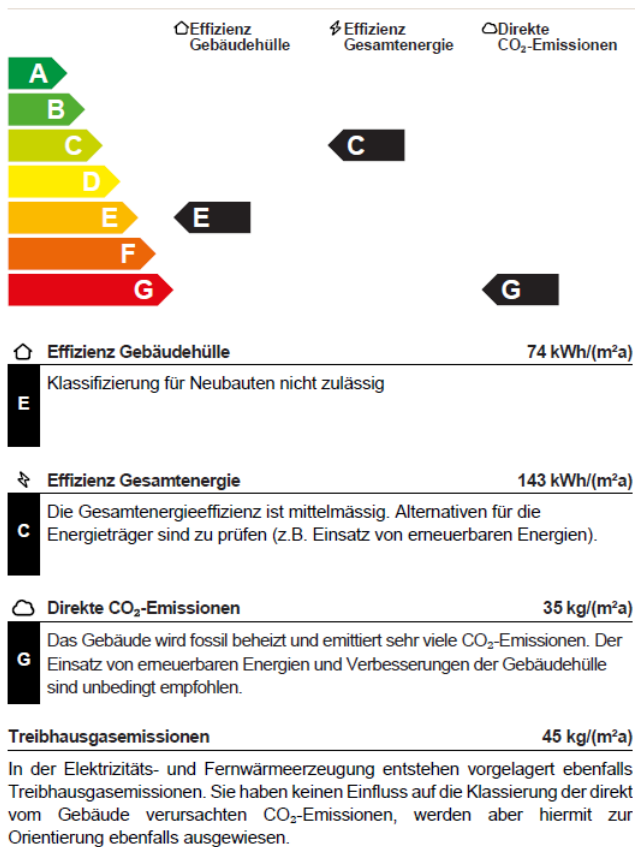 Effizienz
Gebäudehülle
Effizienz
Gesamtenergie
Direkte
CO₂-Emissionen
A
B
C
C
D
E
E
F
G
G
Effizienz Gebäudehülle 74 kWh/(m²a)
E
Klassifizierung für Neubauten nicht zulässig
Effizienz Gesamtenergie 143 kWh/(m²a)
C
Die Gesamtenergieeffizienz ist mittelmässig. Alternativen für die
Energieträger sind zu prüfen (z.B. Einsatz von erneuerbaren Energien).
Direkte CO₂-Emissionen 35 kg/(m²a)
G
Das Gebäude wird fossil beheizt und emittiert sehr viele CO₂-Emissionen. Der
Einsatz von erneuerbaren Energien und Verbesserungen der Gebäudehülle
sind unbedingt empfohlen.
Treibhausgasemissionen 45 kg/(m²a)
In der Elektrizitäts- und Fernwärmeerzeugung entstehen vorgelagert ebenfalls
Treibhausgasemissionen. Sie haben keinen Einfluss auf die Klassierung der direkt
vom Gebäude verursachten CO₂-Emissionen, werden aber hiermit zur
Orientierung ebenfalls ausgewiesen.